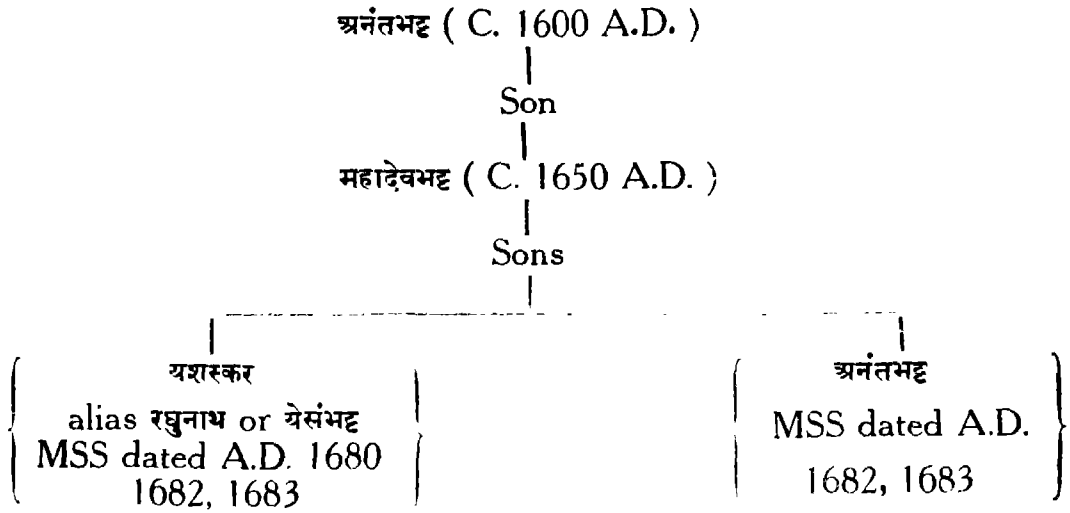 अनंतभट्ट ( C. 1600 A.D. )
Son
महादेवभट्ट ( C. 1650 A.D. )
Sons
यशस्कर
alias रघुनाथ or येसंभट्ट
MSS dated A.D. 1680
1682, 1683
अनंतभट्ट
MSS dated A.D.
1682, 1683